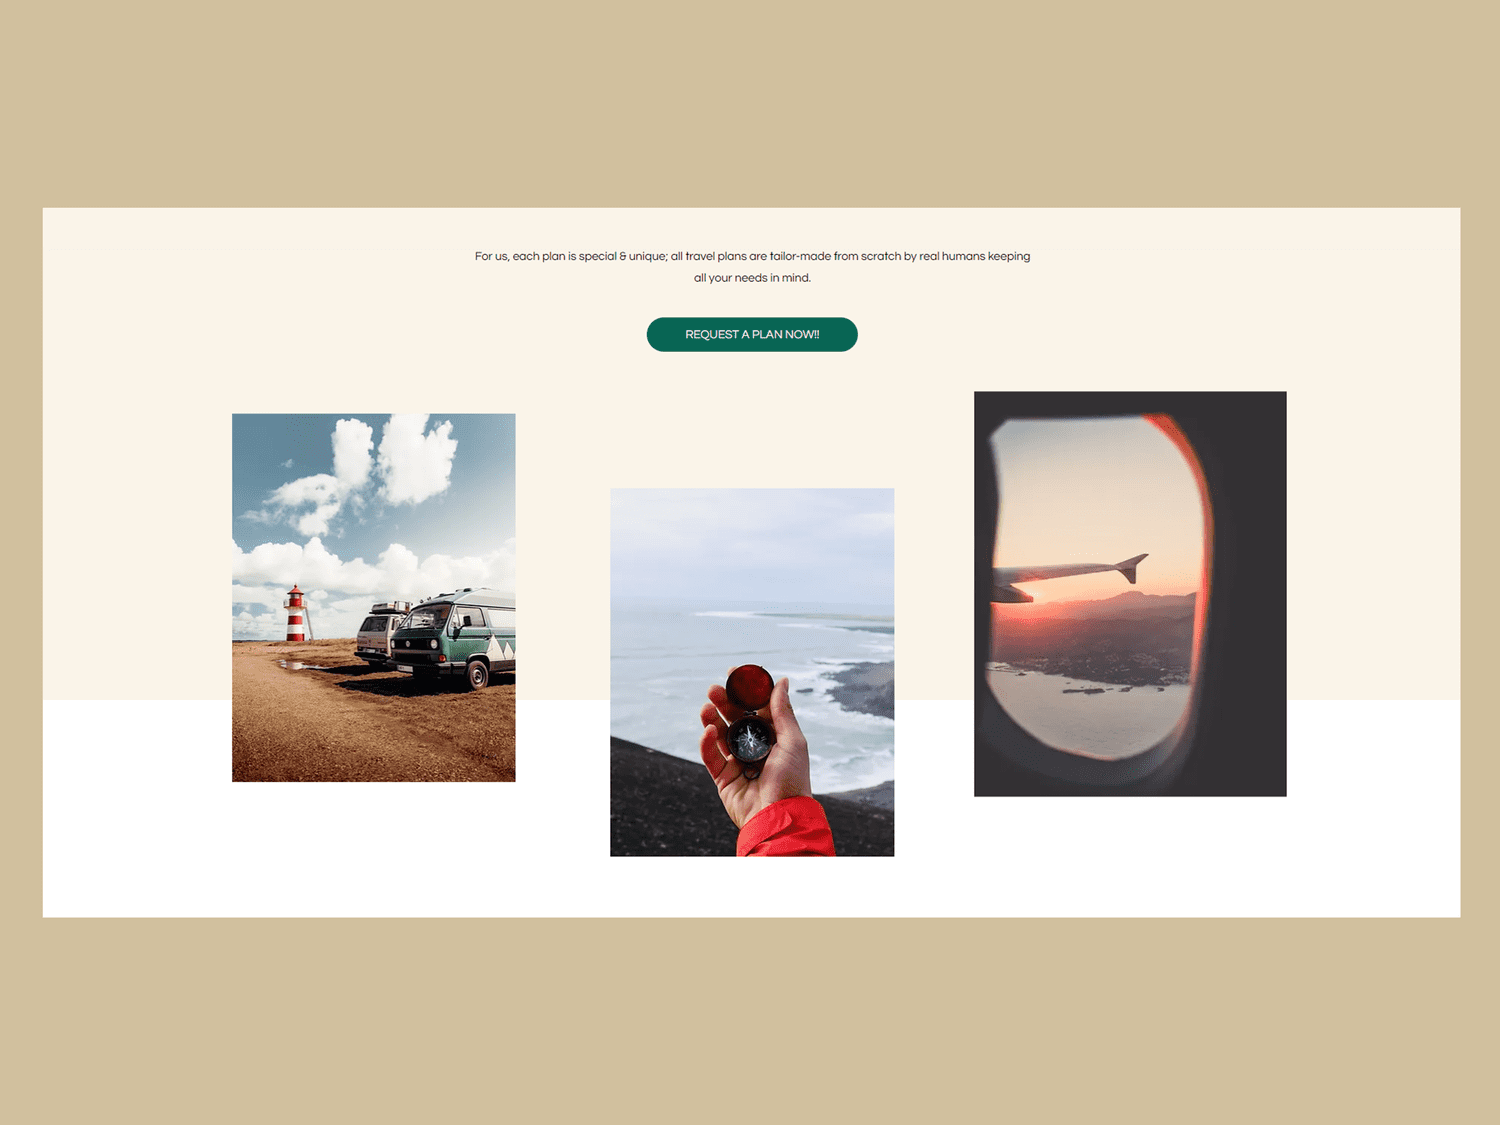 For us, each plan is special & unique; all travel plans are tailor-made from scratch by real humans keeping
all your needs in mind.
REQUEST A PLAN NOW!!